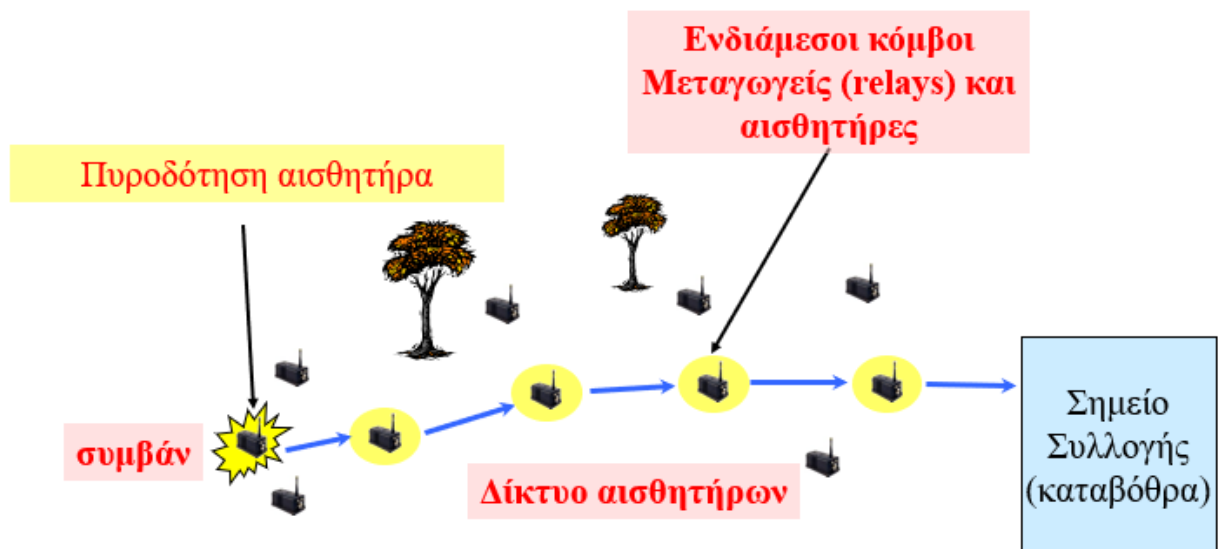 Ενδιάμεσοι κόμβοι
Μεταγωγείς (relays) και
αισθητήρες
Πυροδότηση αισθητήρα
συμβάν
Δίκτυο αισθητήρων
Σημείο
Συλλογής
(καταβόθρα)